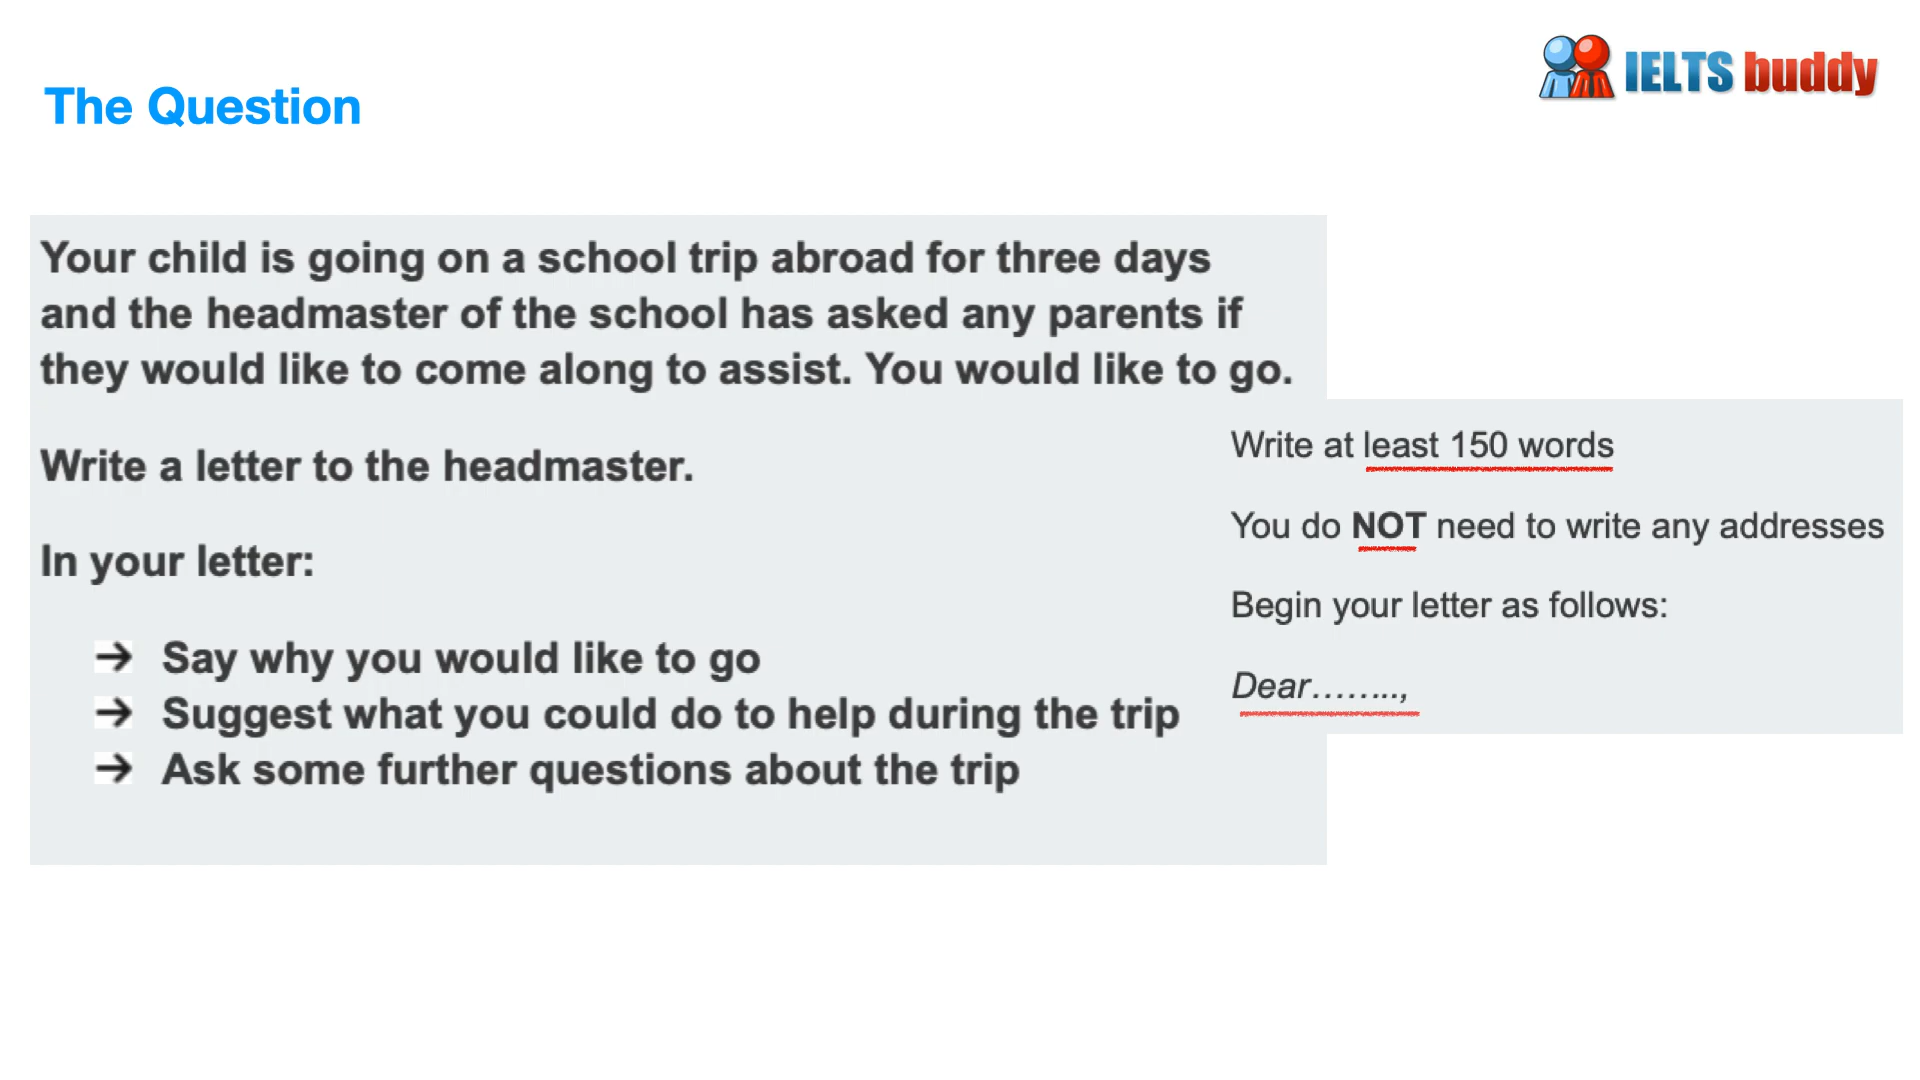 The Question
IELTS buddy
Your child is going on a school trip abroad for three days
and the headmaster of the school has asked any parents if
they would like to come along to assist. You would like to go.
Write a letter to the headmaster.
In your letter:
→ Say why you would like to go
→ Suggest what you could do to help during the trip
→ Ask some further questions about the trip
Write at least 150 words
You do NOT need to write any addresses
Begin your letter as follows:
Dear……..,